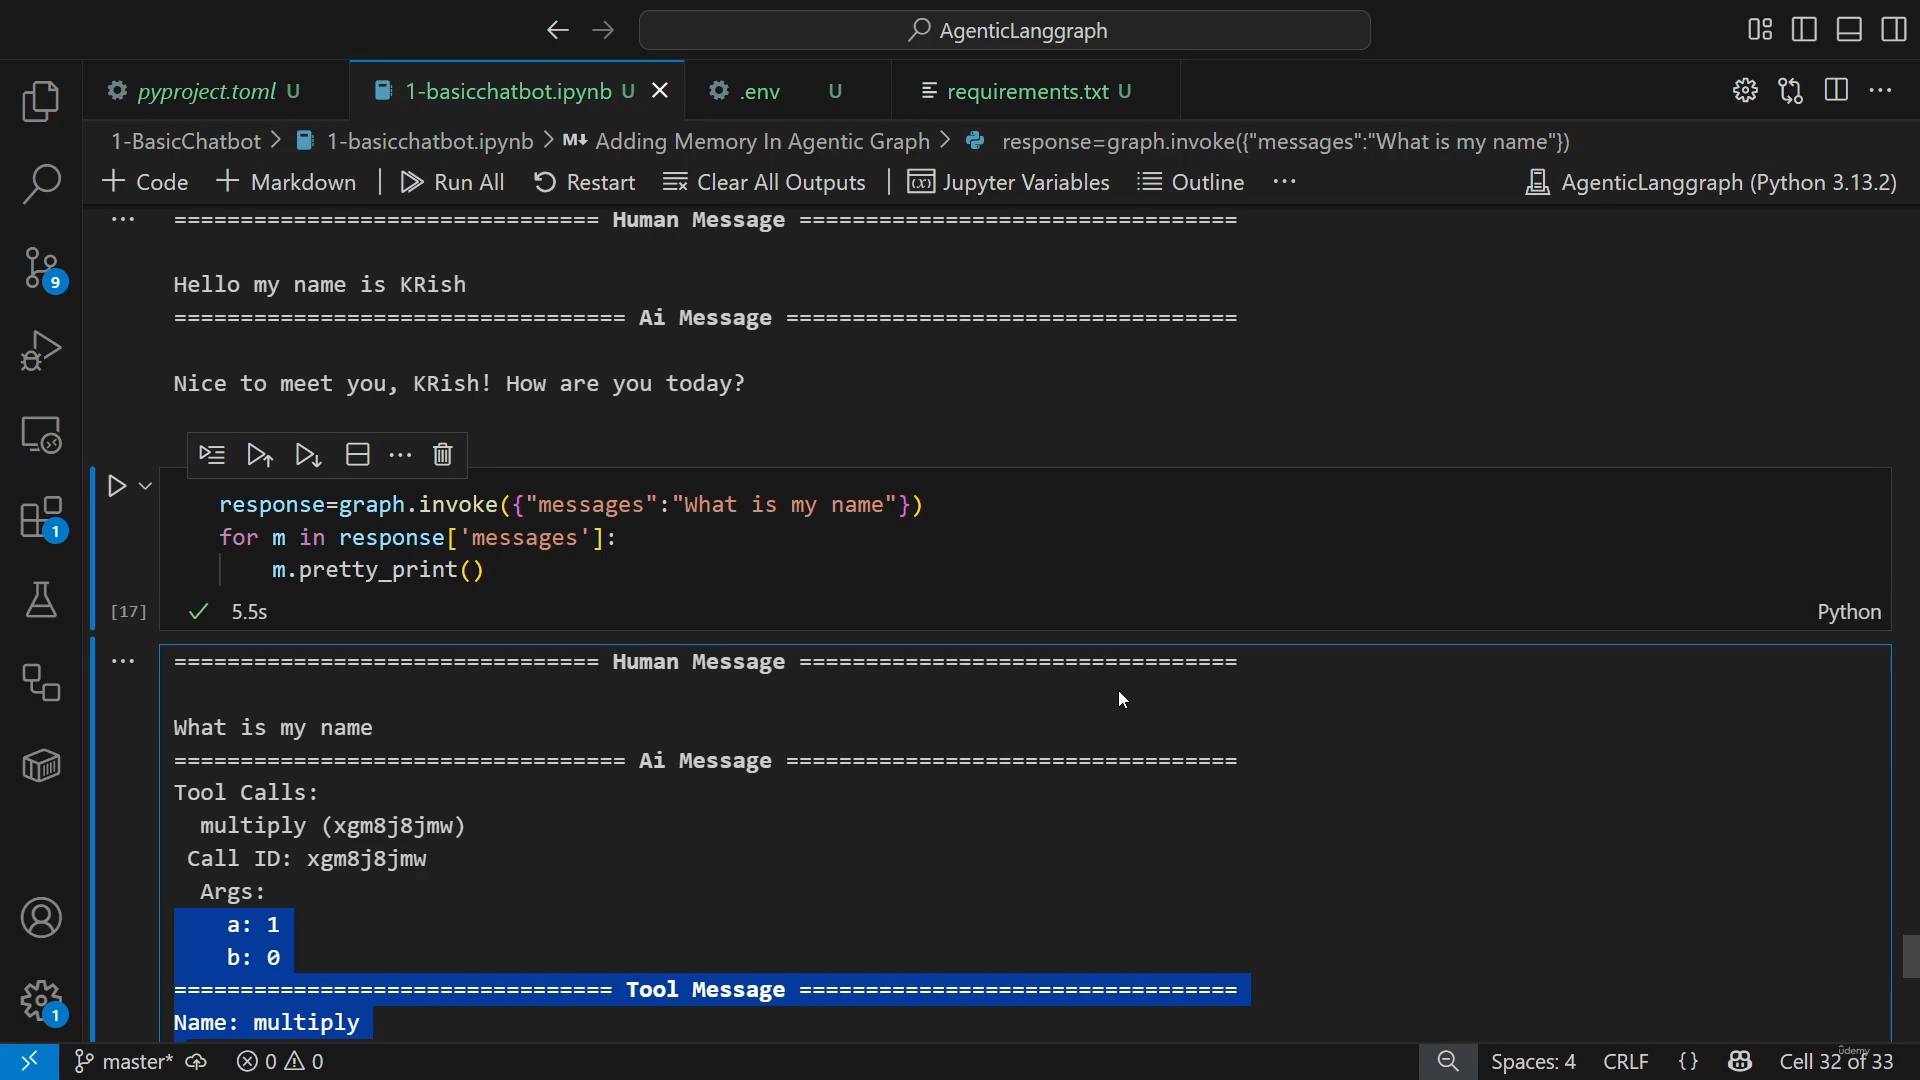 AgenticLanggraph
pyproject.toml U
1-basicchatbot.ipynb U
.env U
requirements.txt U
1-BasicChatbot > 1-basicchatbot.ipynb > M↓ Adding Memory In Agentic Graph > response=graph.invoke({"messages":"What is my name"})
+ Code + Markdown | Run All Restart Clear All Outputs | Jupyter Variables Outline ... AgenticLanggraph (Python 3.13.2)
================================ Human Message =================================
Hello my name is KRish
================================== Ai Message ==================================
Nice to meet you, KRish! How are you today?
response=graph.invoke({"messages":"What is my name"})
for m in response['messages']:
    m.pretty_print()
[17] ✓ 5.5s Python
================================ Human Message =================================
What is my name
================================== Ai Message ==================================
Tool Calls:
  multiply (xgm8j8jmw)
 Call ID: xgm8j8jmw
  Args:
    a: 1
    b: 0
================================= Tool Message =================================
Name: multiply
9
1
1
master* 0 0 Spaces: 4 CRLF {} Cell 32 of 33
udemy